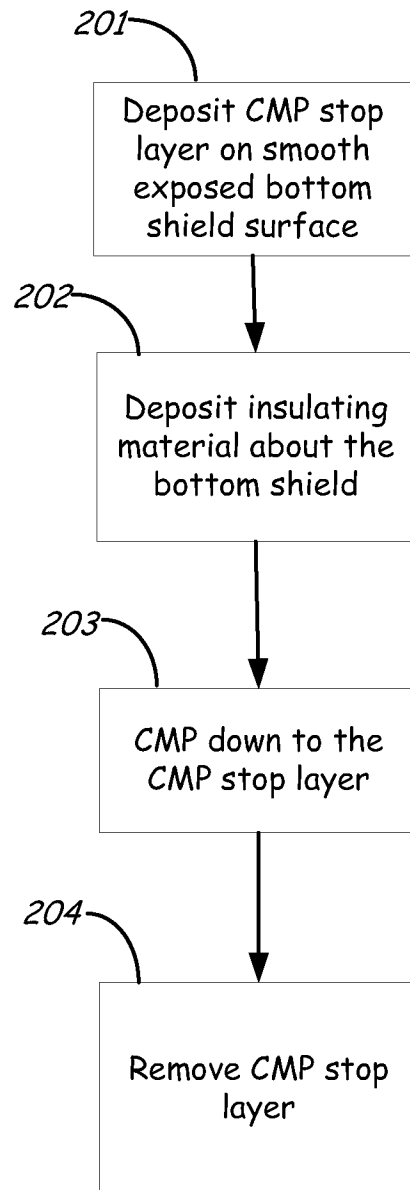 201
Deposit CMP stop
layer on smooth
exposed bottom
shield surface
202
Deposit insulating
material about the
bottom shield
203
CMP down to the
CMP stop layer
204
Remove CMP stop
layer